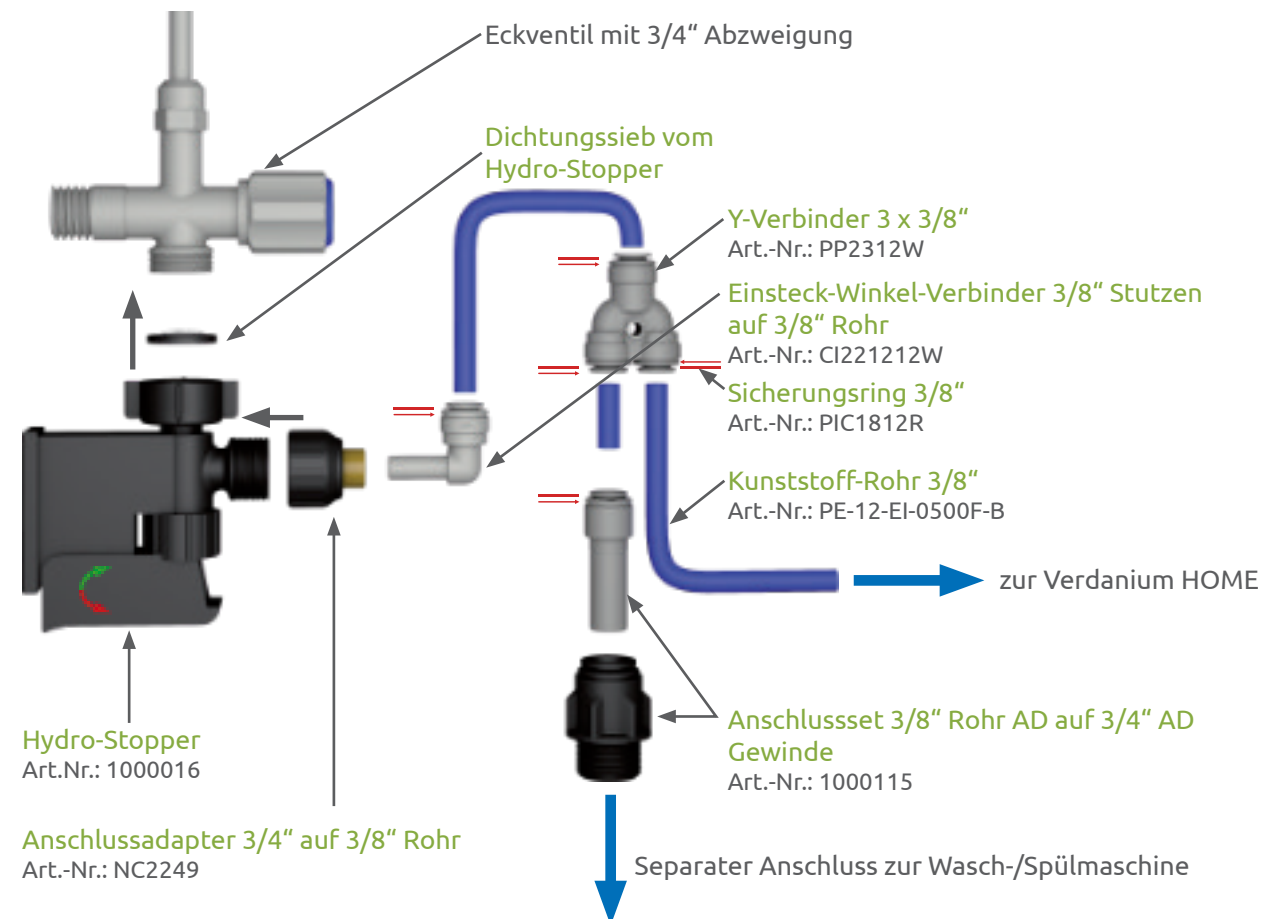 Eckventil mit 3/4“ Abzweigung
Dichtungssieb vom
Hydro-Stopper
Y-Verbinder 3 x 3/8“
Art.-Nr.: PP2312W
Einsteck-Winkel-Verbinder 3/8“ Stutzen
auf 3/8“ Rohr
Art.-Nr.: CI221212W
Sicherungsring 3/8“
Art.-Nr.: PIC1812R
Kunststoff-Rohr 3/8“
Art.-Nr.: PE-12-EI-0500F-B
zur Verdanium HOME
Anschlussset 3/8“ Rohr AD auf 3/4“ AD
Gewinde
Art.-Nr.: 1000115
Hydro-Stopper
Art.Nr.: 1000016
Anschlussadapter 3/4“ auf 3/8“ Rohr
Art.-Nr.: NC2249
Separater Anschluss zur Wasch-/Spülmaschine